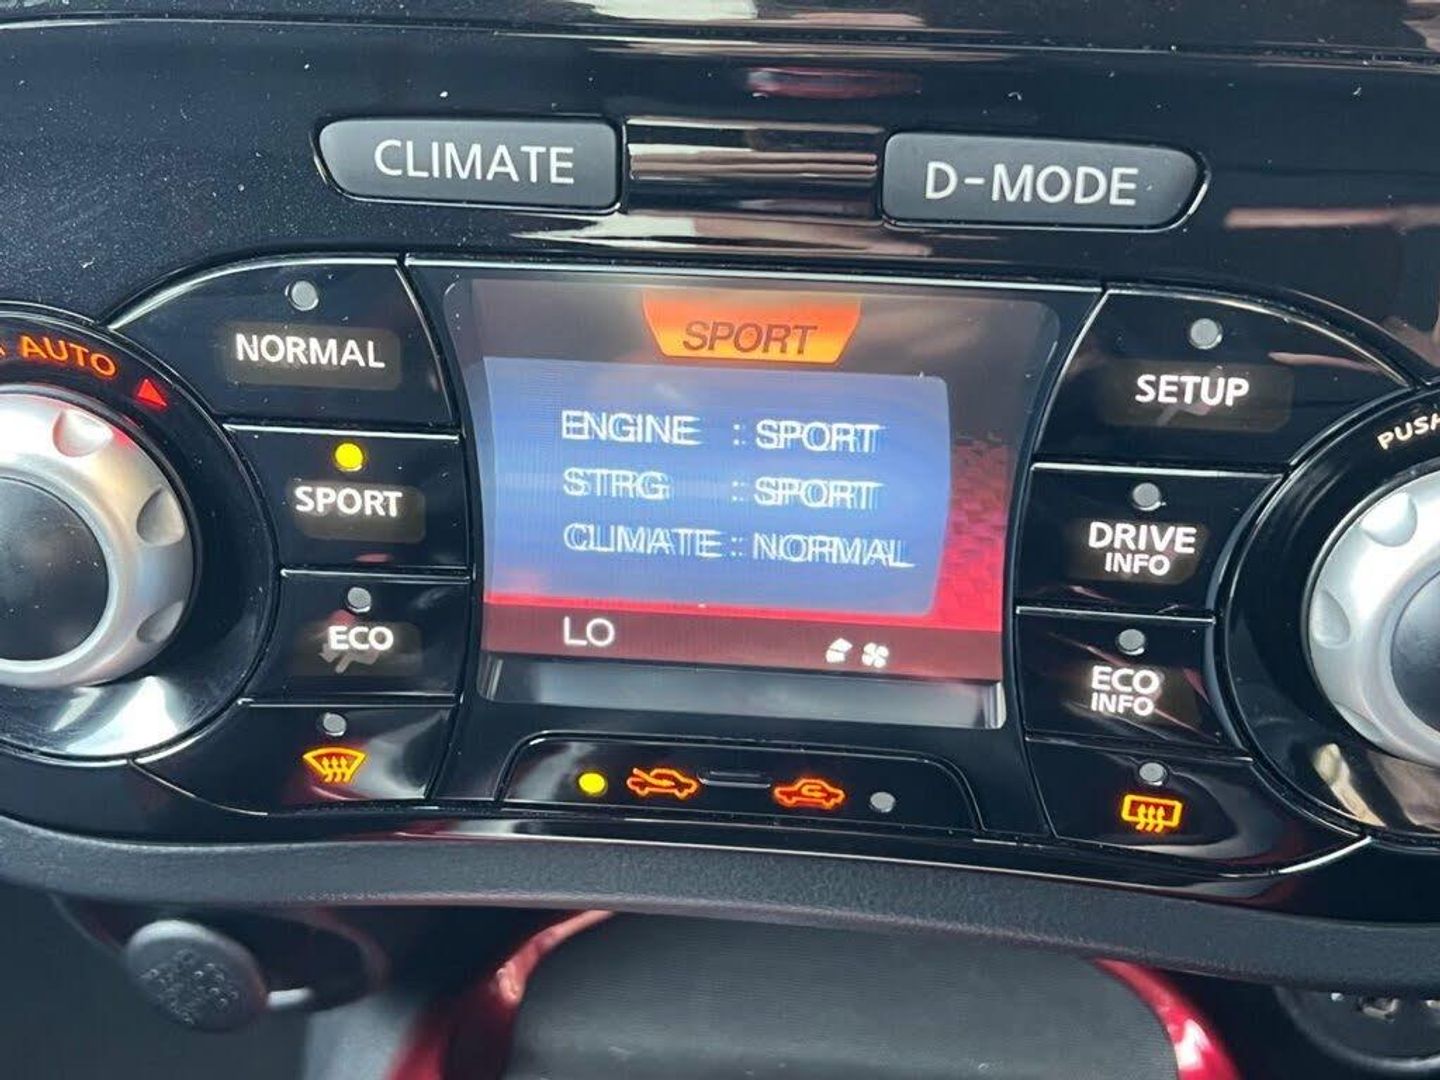 CLIMATE
D-MODE
AUTO
NORMAL
SPORT
SETUP
PUSH
ENGINE : SPORT
SPORT
STRG : SPORT
DRIVE
INFO
CLIMATE : NORMAL
ECO
LO
ECO
INFO